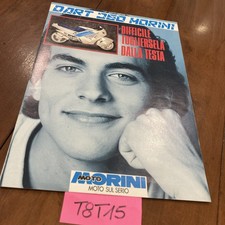 DART 350 MORINI
DIFFICILE
TOGLIERSELA
DALLA TESTA
MOTO
MORINI
MOTO SUL SERIO
T8T15